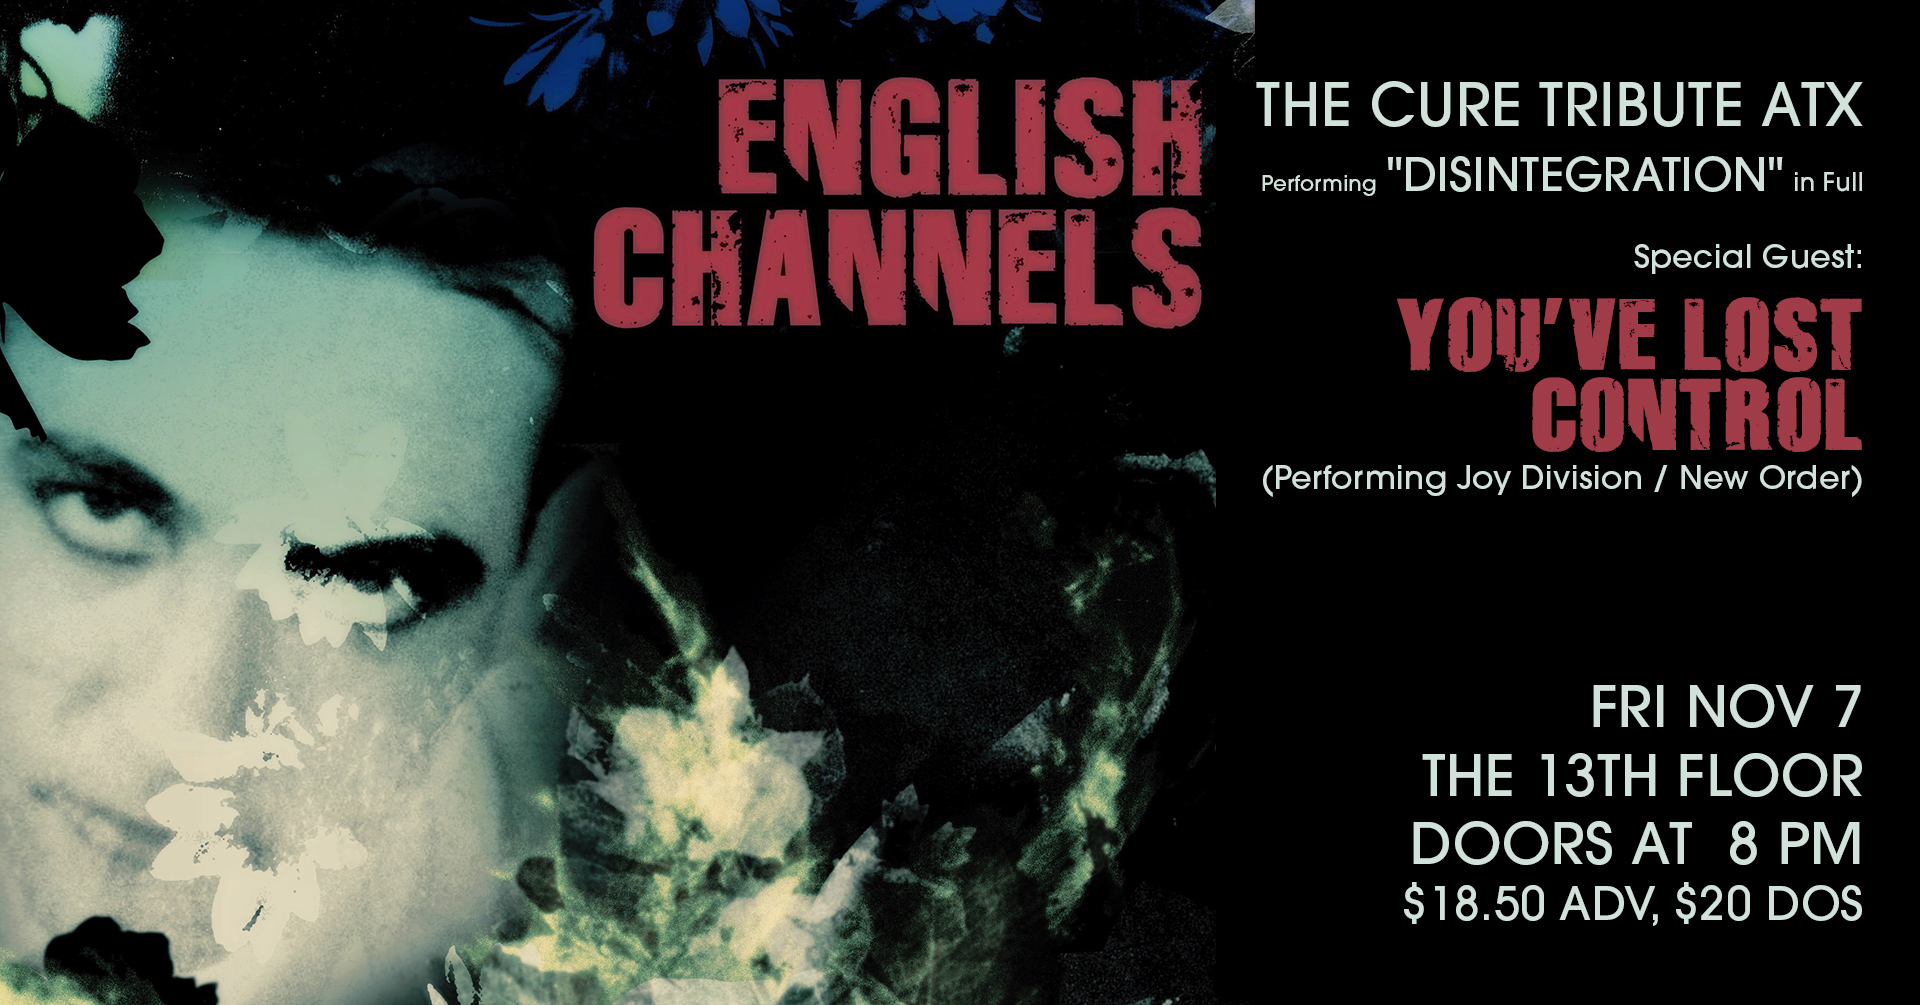 ENGLISH
CHANNELS
THE CURE TRIBUTE ATX
Performing "DISINTEGRATION" in Full
Special Guest:
YOU'VE LOST
CONTROL
(Performing Joy Division / New Order)
FRI NOV 7
THE 13TH FLOOR
DOORS AT 8 PM
$18.50 ADV, $20 DOS